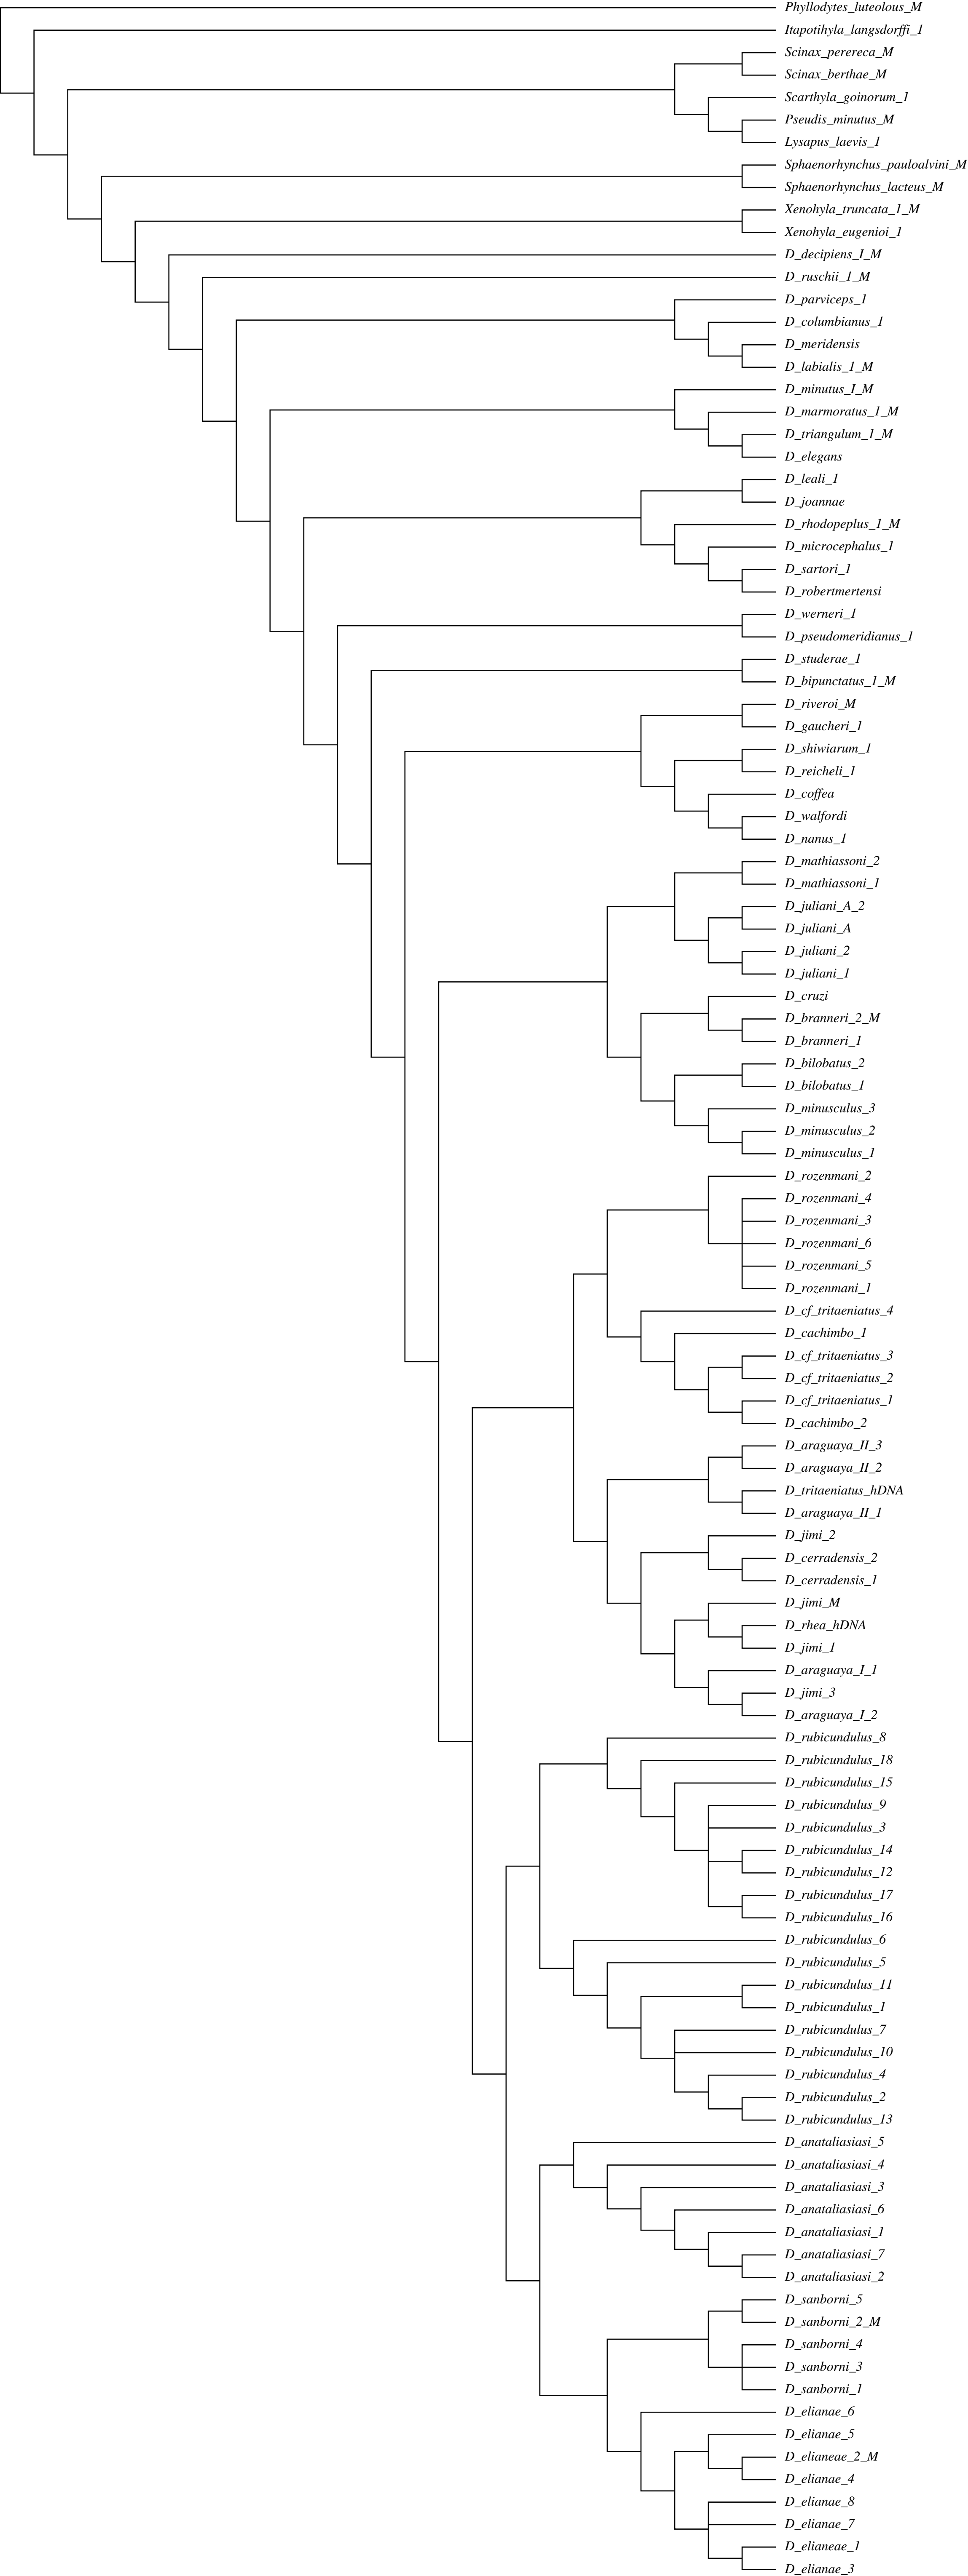 Phyllodytes_luteolous_M
Itapotihyla_langsdorffi_1
Scinax_perereca_M
Scinax_berthae_M
Scarthyla_goinorum_1
Pseudis_minutus_M
Lysapus_laevis_1
Sphaenorhynchus_pauloalvini_M
Sphaenorhynchus_lacteus_M
Xenohyla_truncata_1_M
Xenohyla_eugenioi_1
D_decipiens_I_M
D_ruschii_1_M
D_parviceps_1
D_columbianus_1
D_meridensis
D_labialis_1_M
D_minutus_I_M
D_marmoratus_1_M
D_triangulum_1_M
D_elegans
D_leali_1
D_joannae
D_rhodopeplus_1_M
D_microcephalus_1
D_sartori_1
D_robertmertensi
D_werneri_1
D_pseudomeridianus_1
D_studerae_1
D_bipunctatus_1_M
D_riveroi_M
D_gaucheri_1
D_shiwiarum_1
D_reicheli_1
D_coffea
D_walfordi
D_nanus_1
D_mathiassoni_2
D_mathiassoni_1
D_juliani_A_2
D_juliani_A
D_juliani_2
D_juliani_1
D_cruzi
D_branneri_2_M
D_branneri_1
D_bilobatus_2
D_bilobatus_1
D_minusculus_3
D_minusculus_2
D_minusculus_1
D_rozenmani_2
D_rozenmani_4
D_rozenmani_3
D_rozenmani_6
D_rozenmani_5
D_rozenmani_1
D_cf_tritaeniatus_4
D_cachimbo_1
D_cf_tritaeniatus_3
D_cf_tritaeniatus_2
D_cf_tritaeniatus_1
D_cachimbo_2
D_araguaya_II_3
D_araguaya_II_2
D_tritaeniatus_hDNA
D_araguaya_II_1
D_jimi_2
D_cerradensis_2
D_cerradensis_1
D_jimi_M
D_rhea_hDNA
D_jimi_1
D_araguaya_I_1
D_jimi_3
D_araguaya_I_2
D_rubicundulus_8
D_rubicundulus_18
D_rubicundulus_15
D_rubicundulus_9
D_rubicundulus_3
D_rubicundulus_14
D_rubicundulus_12
D_rubicundulus_17
D_rubicundulus_16
D_rubicundulus_6
D_rubicundulus_5
D_rubicundulus_11
D_rubicundulus_1
D_rubicundulus_7
D_rubicundulus_10
D_rubicundulus_4
D_rubicundulus_2
D_rubicundulus_13
D_anataliasiasi_5
D_anataliasiasi_4
D_anataliasiasi_3
D_anataliasiasi_6
D_anataliasiasi_1
D_anataliasiasi_7
D_anataliasiasi_2
D_sanborni_5
D_sanborni_2_M
D_sanborni_4
D_sanborni_3
D_sanborni_1
D_elianae_6
D_elianae_5
D_elianeae_2_M
D_elianae_4
D_elianae_8
D_elianae_7
D_elianeae_1
D_elianae_3